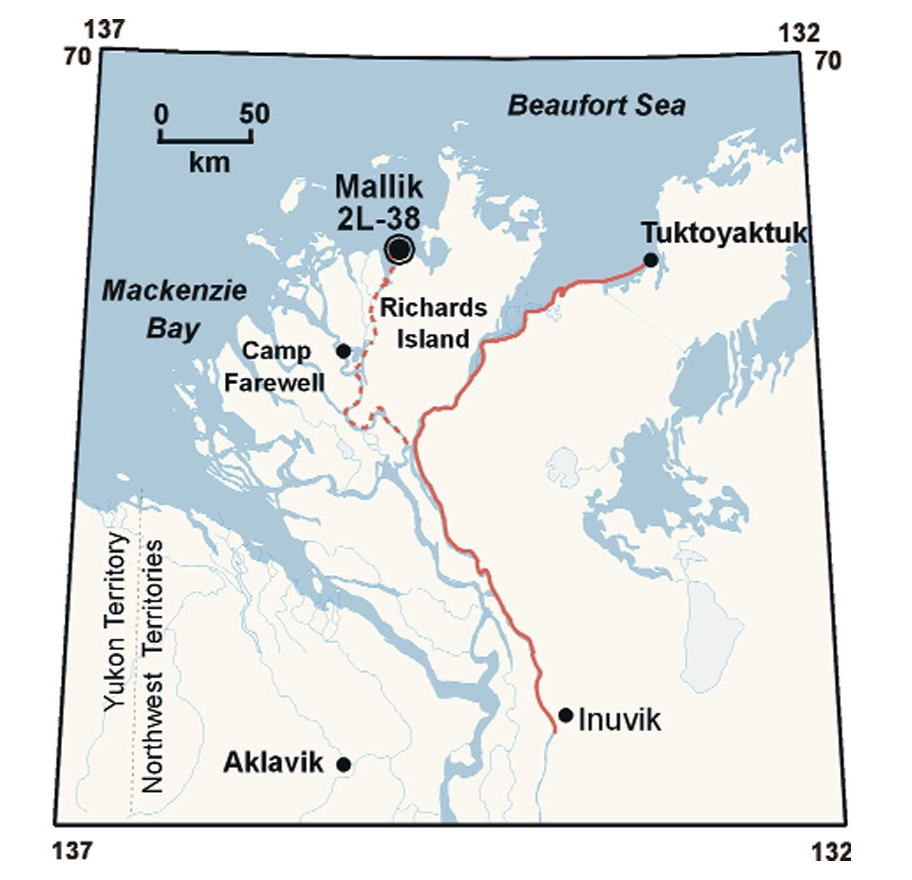 137
132
70
70
Beaufort Sea
0 50
km
Mallik
2L-38
Tuktoyaktuk
Mackenzie
Bay
Richards
Island
Camp
Farewell
Yukon Territory
Northwest Territories
Inuvik
Aklavik
137
132